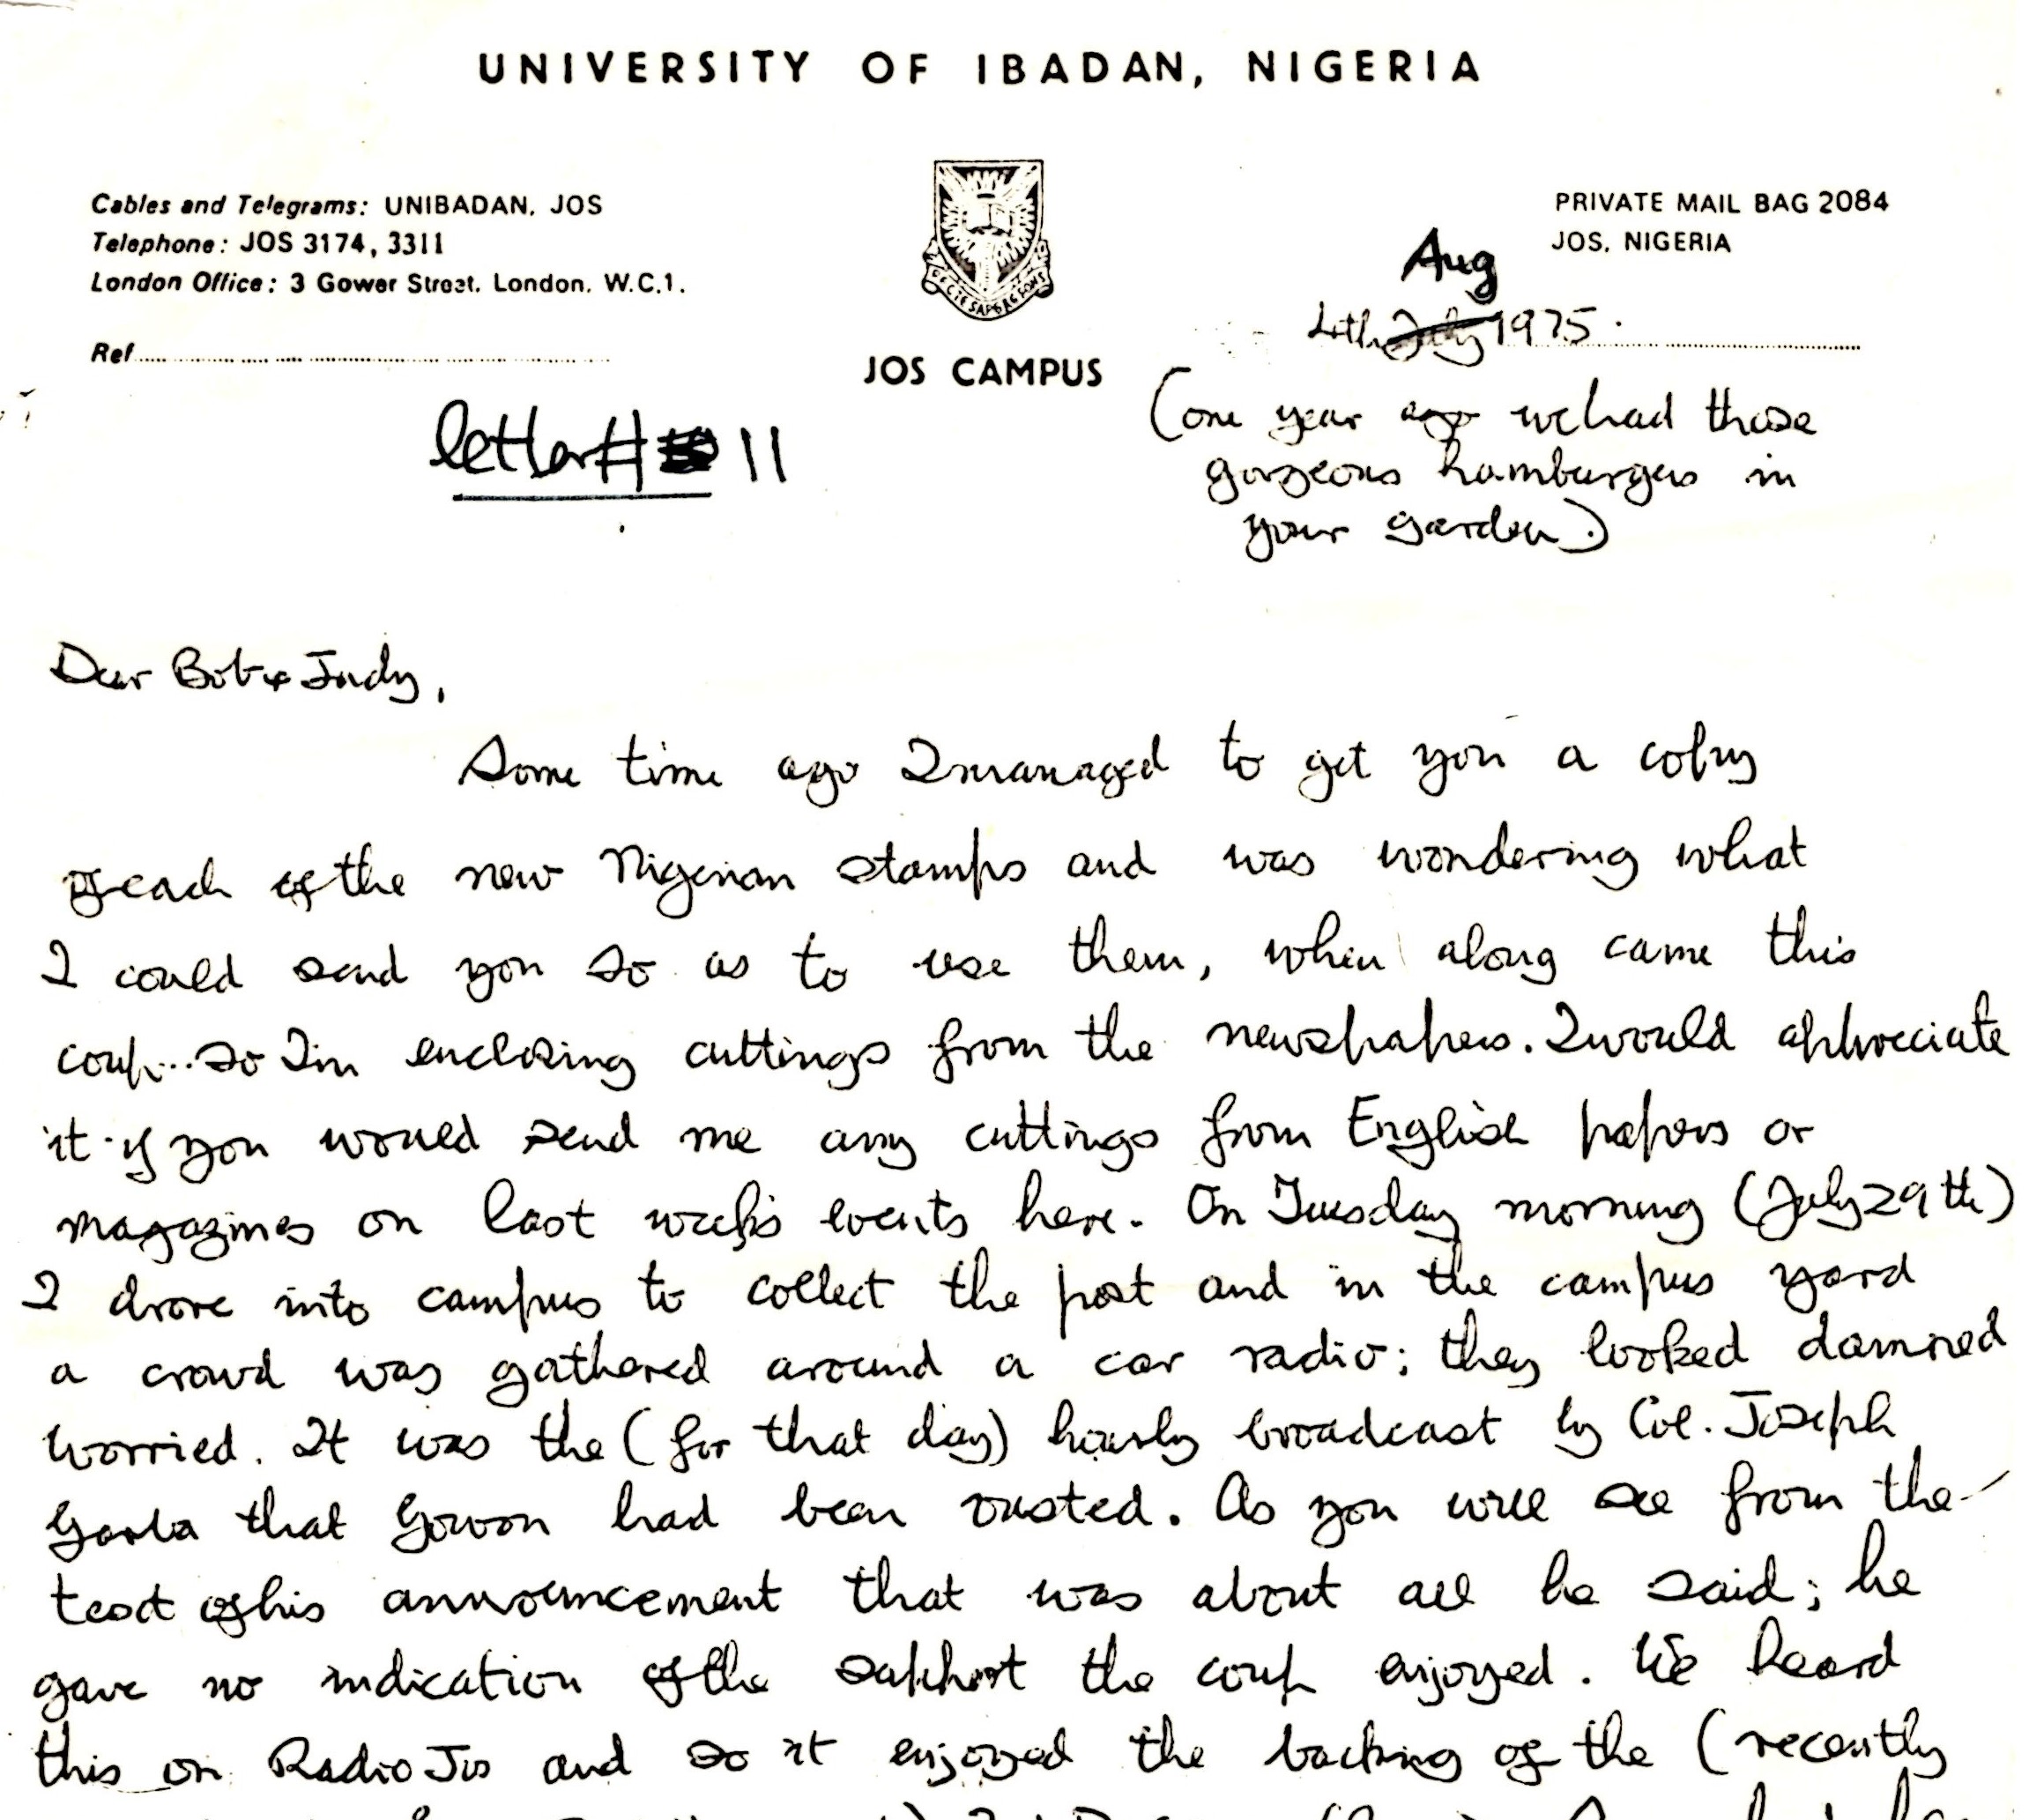 UNIVERSITY OF IBADAN, NIGERIA
Cables and Telegrams: UNIBADAN, JOS
Telephone: JOS 3174, 3311
London Office: 3 Gower Street, London, W.C.1.
Ref
JOS CAMPUS
PRIVATE MAIL BAG 2084
JOS, NIGERIA
Aug
4th July 1975.
(one year ago we had those
gorgeous hamburgers in
your garden.)
letter # 11
Dear Bob & Judy,
Some time ago I managed to get you a copy
of each of the new Nigerian stamps and was wondering what
I could send you so as to use them, when along came this
coup... so I'm enclosing cuttings from the newspapers. I would appreciate
it if you would send me any cuttings from English papers or
magazines on last week's events here. On Tuesday morning (July 29th)
I drove into campus to collect the post and in the campus yard
a crowd was gathered around a car radio; they looked damned
worried. It was the (for that day) hourly broadcast by Col. Joseph
Garba that Gowon had been ousted. As you will see from the
text of his announcement that was about all he said; he
gave no indication of the support the coup enjoyed. We heard
this on Radio Jos and so it enjoyed the backing of the (recently